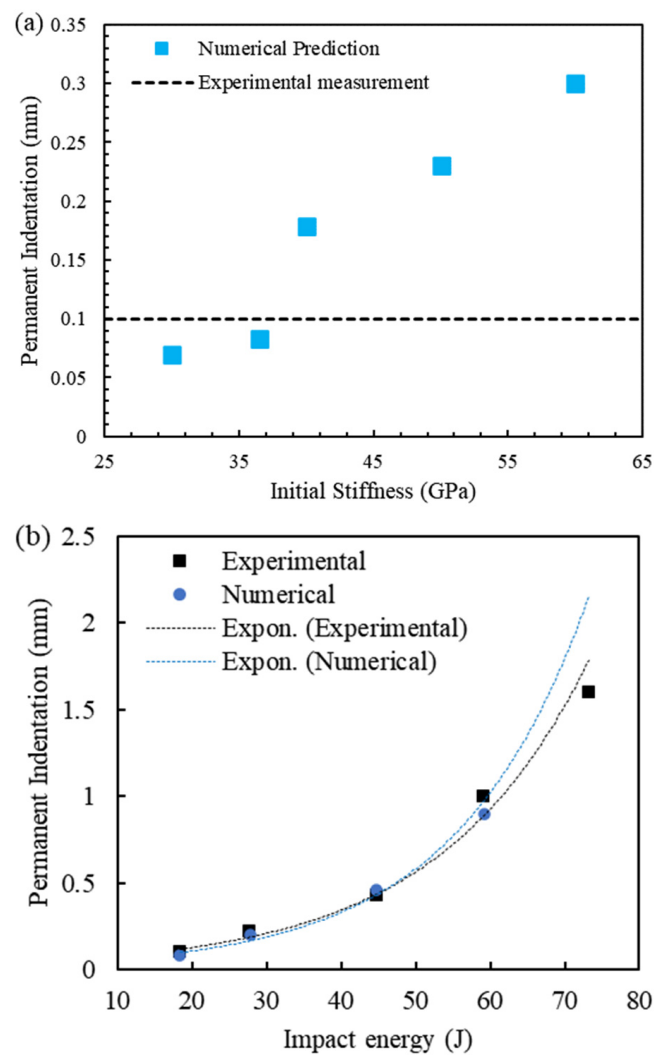 (a)
0.35
0.3
0.25
0.2
0.15
0.1
0.05
0
Permanent Indentation (mm)
Numerical Prediction
Experimental measurement
25 35 45 55 65
Initial Stiffness (GPa)
(b)
2.5
2
1.5
1
0.5
0
Permanent Indentation (mm)
Experimental
Numerical
Expon. (Experimental)
Expon. (Numerical)
10 20 30 40 50 60 70 80
Impact energy (J)